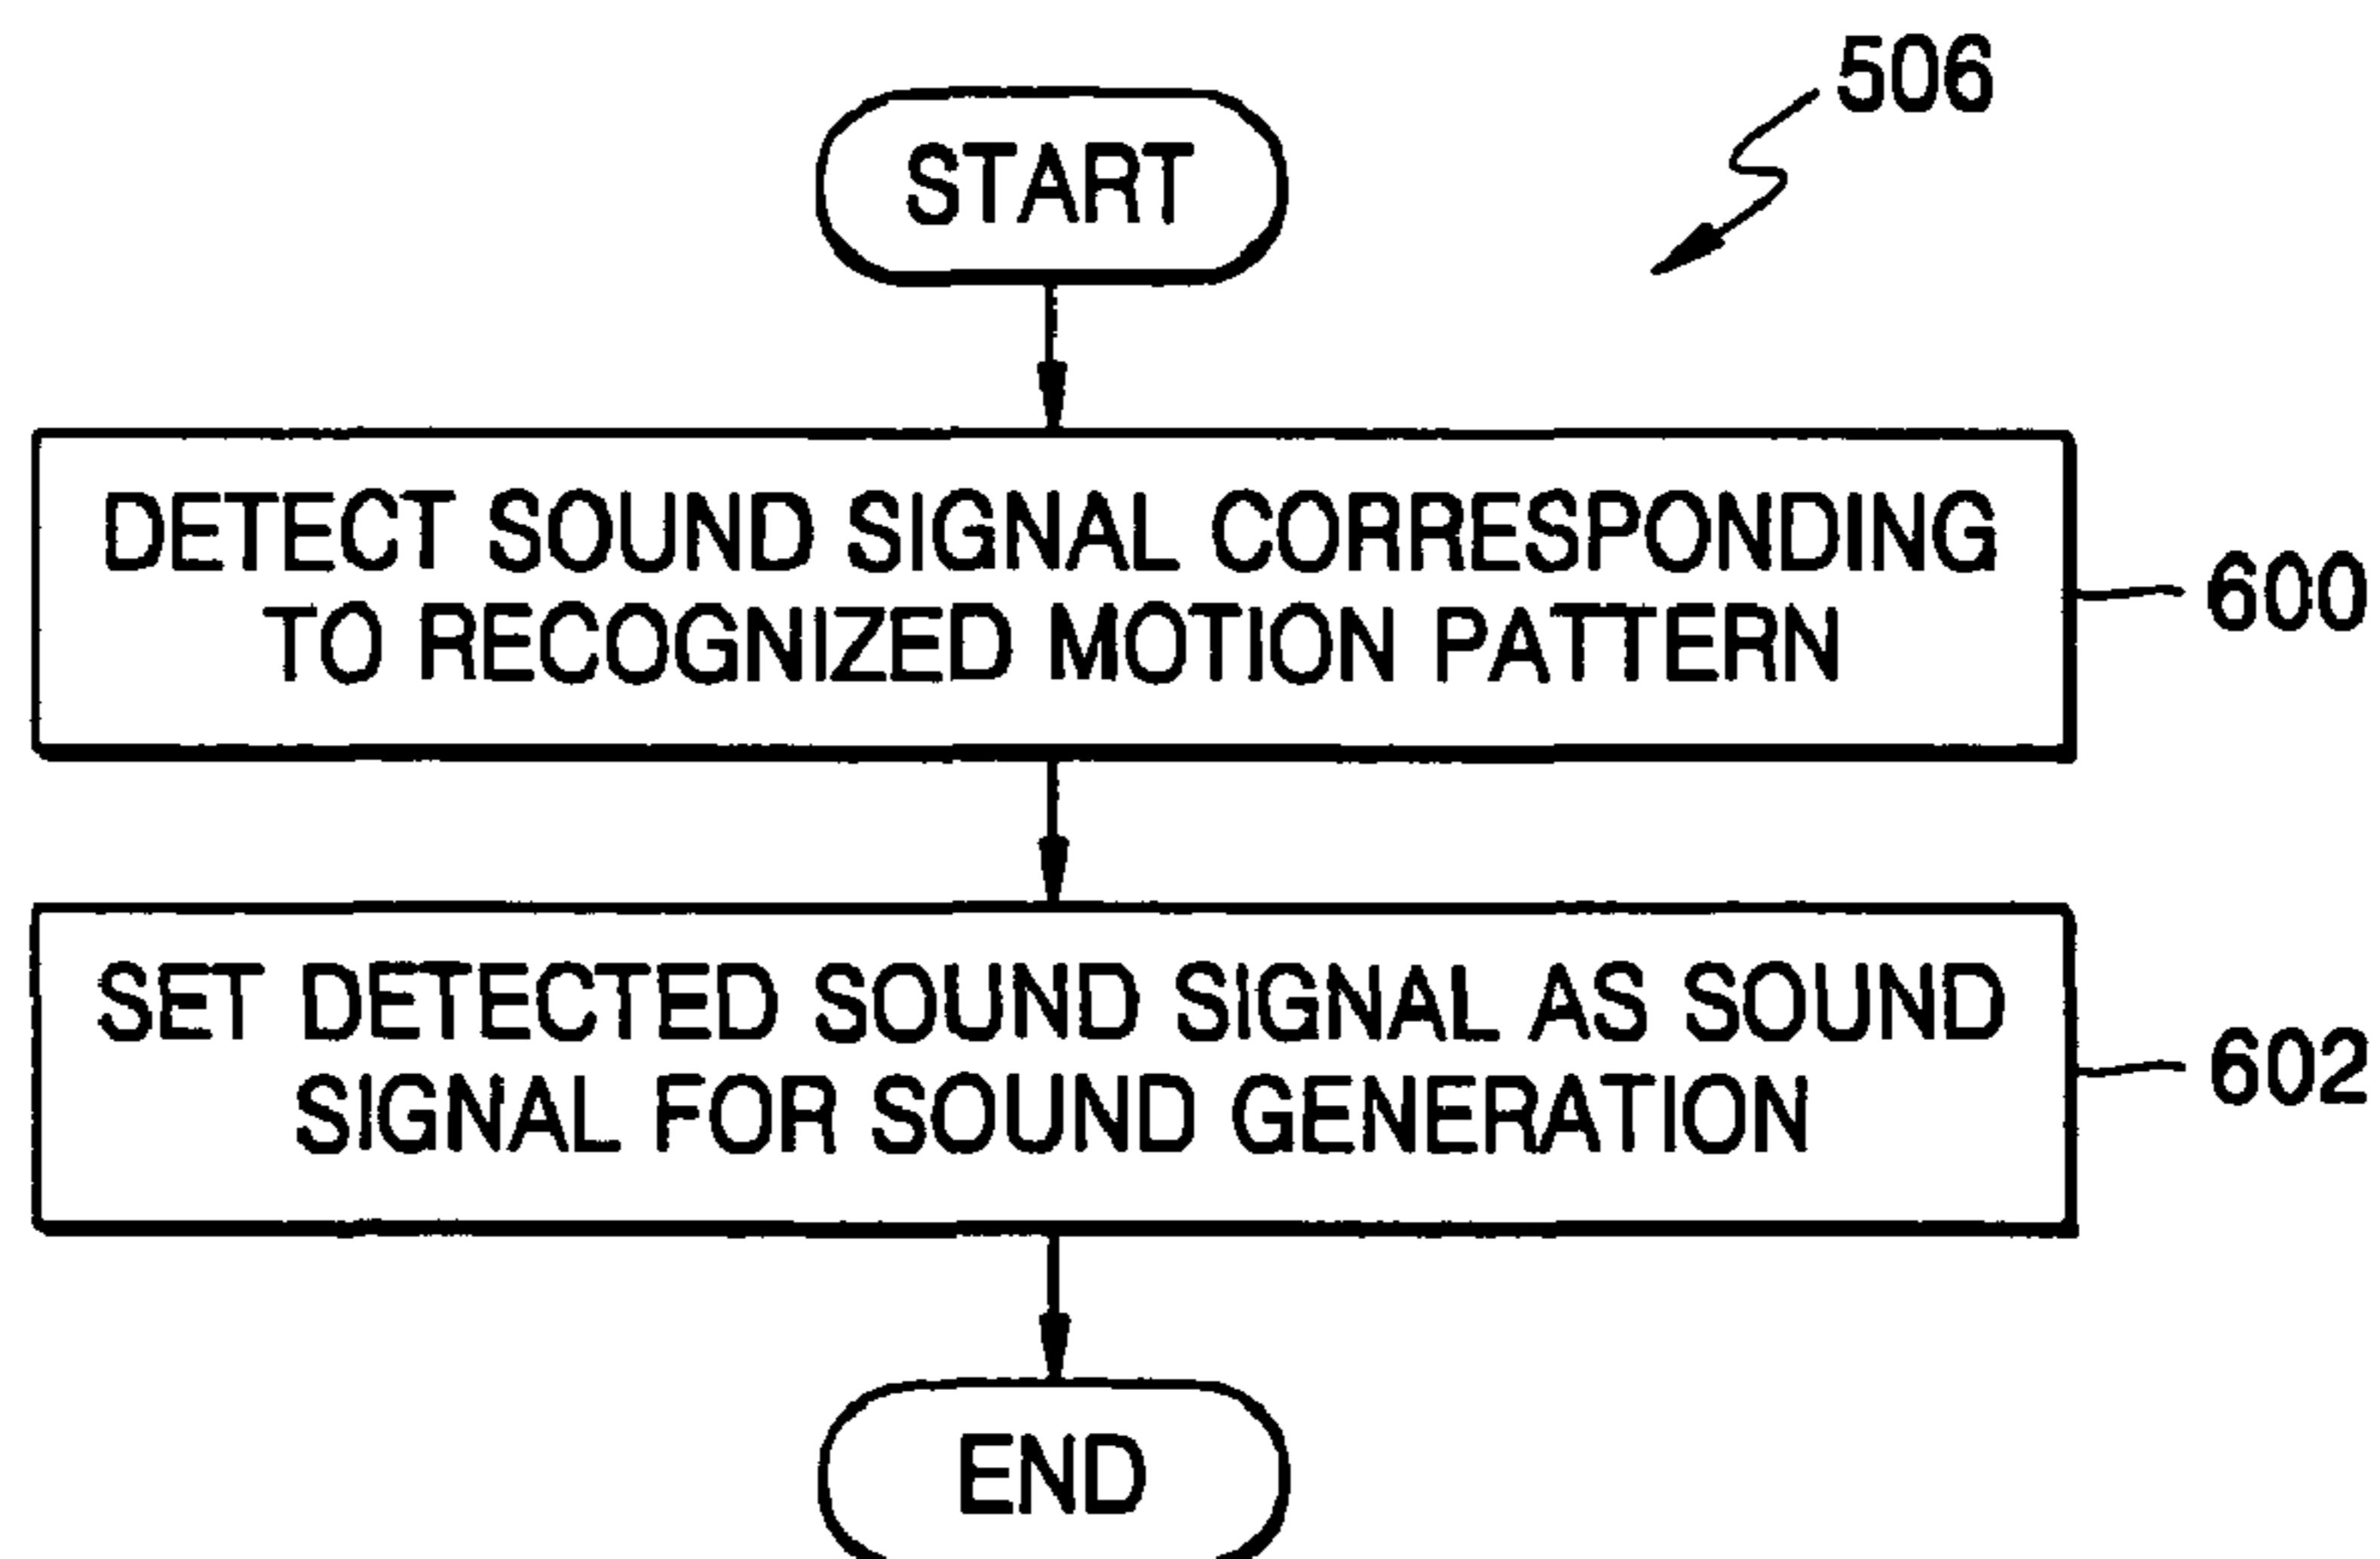 506
START
DETECT SOUND SIGNAL CORRESPONDING
TO RECOGNIZED MOTION PATTERN
600
SET DETECTED SOUND SIGNAL AS SOUND
SIGNAL FOR SOUND GENERATION
602
END